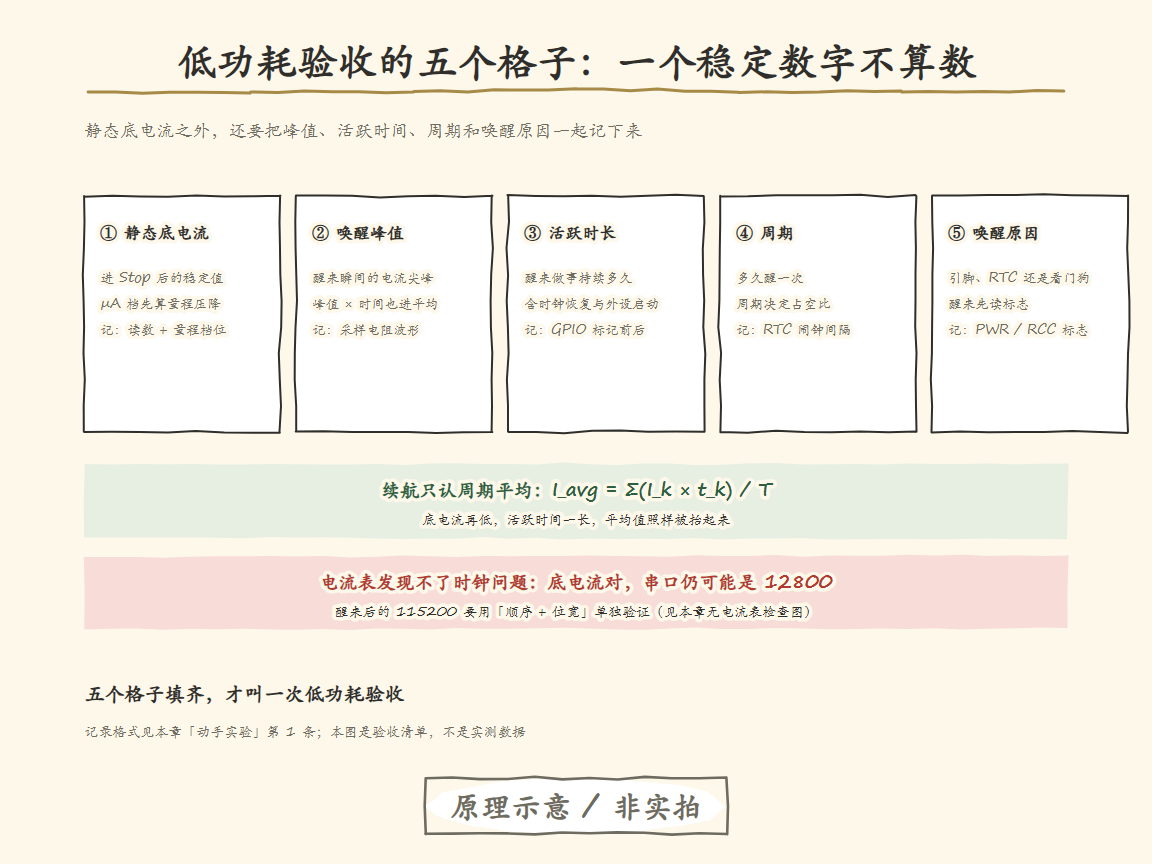 低功耗验收的五个格子：一个稳定数字不算数
静态底电流之外，还要把峰值、活跃时间、周期和唤醒原因一起记下来
① 静态底电流
进 Stop 后的稳定值
μA 档先算量程压降
记：读数 + 量程档位
② 唤醒峰值
醒来瞬间的电流尖峰
峰值 × 时间也进平均
记：采样电阻波形
③ 活跃时长
醒来做事持续多久
含时钟恢复与外设启动
记：GPIO 标记前后
④ 周期
多久醒一次
周期决定占空比
记：RTC 闹钟间隔
⑤ 唤醒原因
引脚、RTC 还是看门狗
醒来先读标志
记：PWR / RCC 标志
续航只认周期平均：I_avg = Σ(I_k × t_k) / T
底电流再低，活跃时间一长，平均值照样被抬起来
电流表发现不了时钟问题：底电流对，串口仍可能是 12800
醒来后的 115200 要用「顺序 + 位宽」单独验证（见本章无电流表检查图）
五个格子填齐，才叫一次低功耗验收
记录格式见本章「动手实验」第 1 条；本图是验收清单，不是实测数据
原理示意 / 非实拍